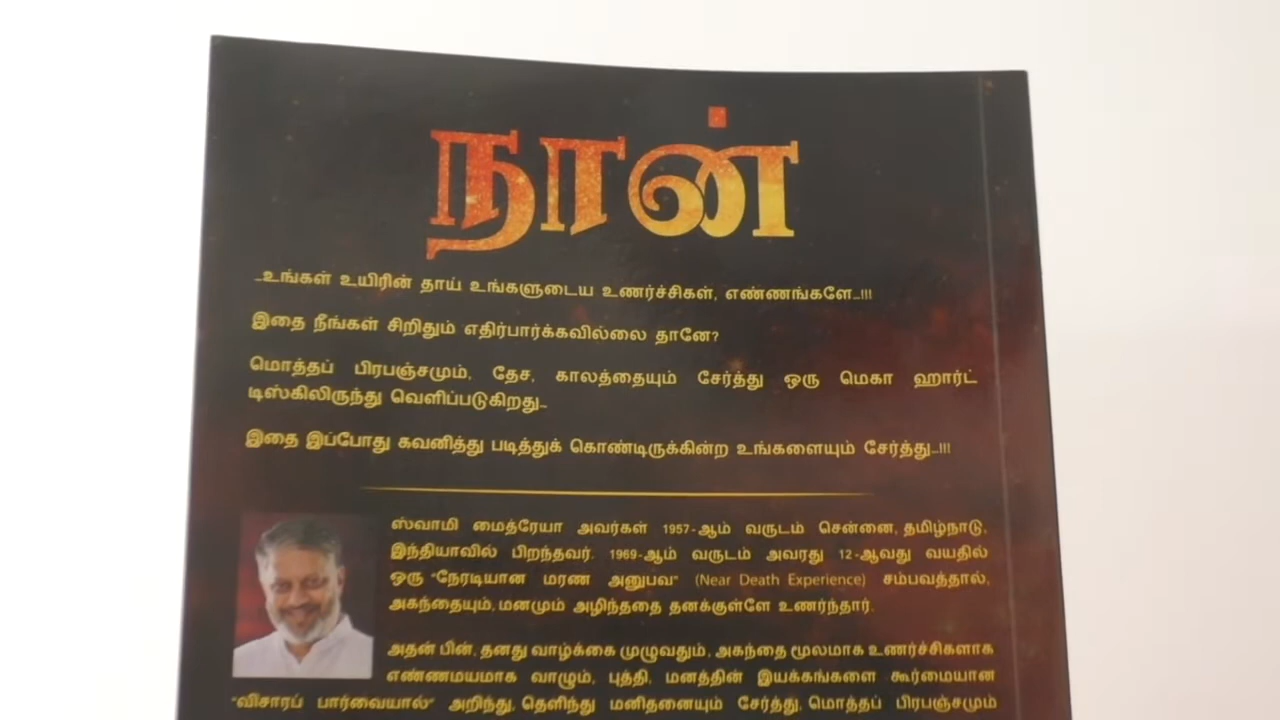 நான்
...உங்கள் உயிரின் தாய் உங்களுடைய உணர்ச்சிகள், எண்ணங்களே...!!!
இதை நீங்கள் சிறிதும் எதிர்பார்க்கவில்லை தானே?
மொத்தப் பிரபஞ்சமும், தேச, காலத்தையும் சேர்த்து ஒரு மெகா ஹார்ட்
டிஸ்கிலிருந்து வெளிப்படுகிறது...
இதை இப்போது கவனித்து படித்துக் கொண்டிருக்கின்ற உங்களையும் சேர்த்து...!!!
ஸ்வாமி மைத்ரேயா அவர்கள் 1957-ஆம் வருடம் சென்னை, தமிழ்நாடு,
இந்தியாவில் பிறந்தவர். 1969-ஆம் வருடம் அவரது 12-ஆவது வயதில்
ஒரு "நேரடியான மரண அனுபவ" (Near Death Experience) சம்பவத்தால்,
அகந்தையும், மனமும் அழிந்ததை தனக்குள்ளே உணர்ந்தார்.
அதன் பின், தனது வாழ்க்கை முழுவதும், அகந்தை மூலமாக உணர்ச்சிகளாக
எண்ணமயமாக வாழும், புத்தி, மனத்தின் இயக்கங்களை கூர்மையான
"விசாரப் பார்வையால்" அறிந்து, தெளிந்து மனிதனையும் சேர்த்து, மொத்தப் பிரபஞ்சமும்